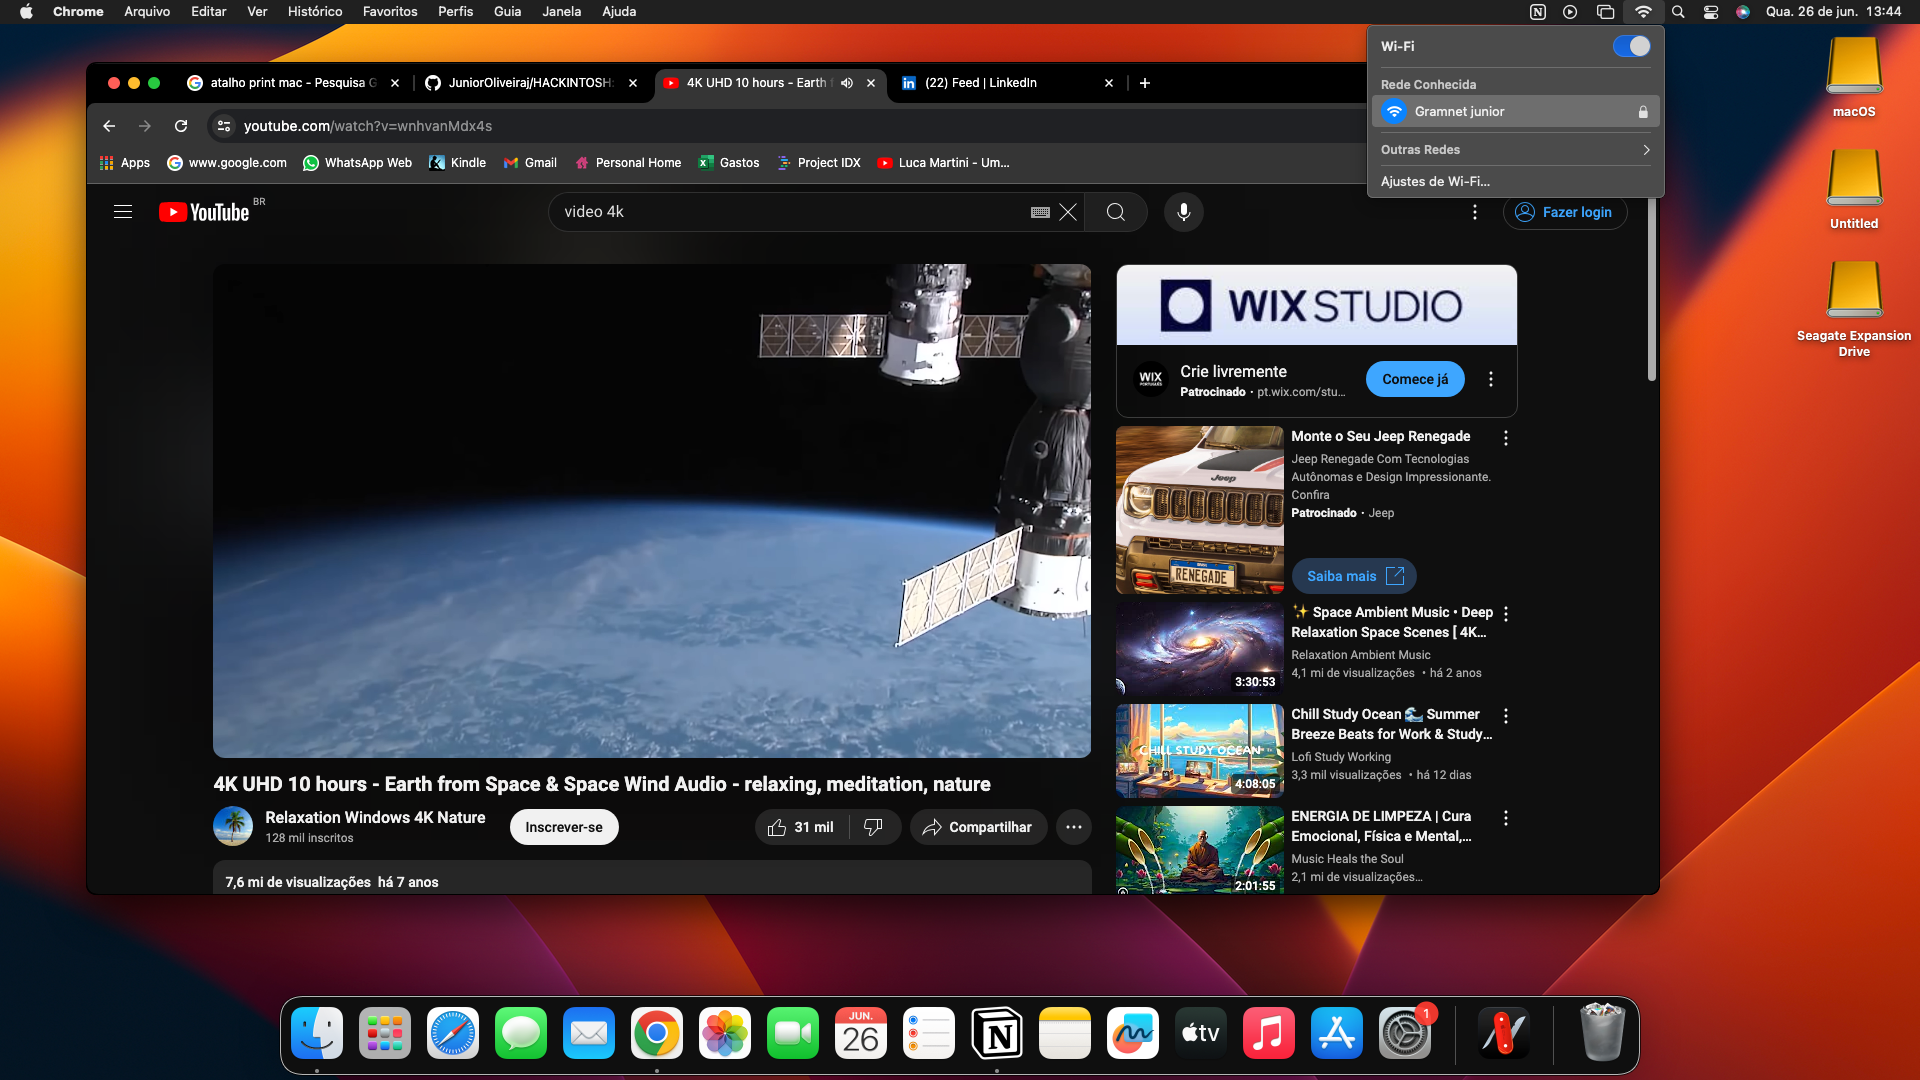 Chrome Arquivo Editar Ver Histórico Favoritos Perfis Guia Janela Ajuda
Qua. 26 de jun. 13:44
Wi-Fi
Rede Conhecida
Gramnet junior
Outras Redes
Ajustes de Wi-Fi...
macOS
Untitled
Seagate Expansion
Drive
atalho print mac - Pesquisa G
JuniorOliveiraj/HACKINTOSH:
4K UHD 10 hours - Earth f
(22) Feed | LinkedIn
youtube.com/watch?v=wnhvanMdx4s
Apps www.google.com WhatsApp Web Kindle Gmail Personal Home Gastos Project IDX Luca Martini - Um...
YouTube BR
video 4k
Fazer login
WIX STUDIO
WIX
Crie livremente
Patrocinado · pt.wix.com/stu...
Comece já
Jeep
RENEGADE
Monte o Seu Jeep Renegade
Jeep Renegade Com Tecnologias
Autônomas e Design Impressionante.
Confira
Patrocinado · Jeep
Saiba mais
✨ Space Ambient Music • Deep
Relaxation Space Scenes [ 4K...
Relaxation Ambient Music
4,1 mi de visualizações • há 2 anos
3:30:53
Chill Study Ocean 🌊 Summer
Breeze Beats for Work & Study...
Lofi Study Working
3,3 mil visualizações • há 12 dias
CHILL STUDY OCEAN
4:08:05
ENERGIA DE LIMPEZA | Cura
Emocional, Física e Mental,...
Music Heals the Soul
2,1 mi de visualizações...
2:01:55
4K UHD 10 hours - Earth from Space & Space Wind Audio - relaxing, meditation, nature
Relaxation Windows 4K Nature
128 mil inscritos
Inscrever-se
31 mil
Compartilhar
7,6 mi de visualizações há 7 anos
JUN.
26
tv
1